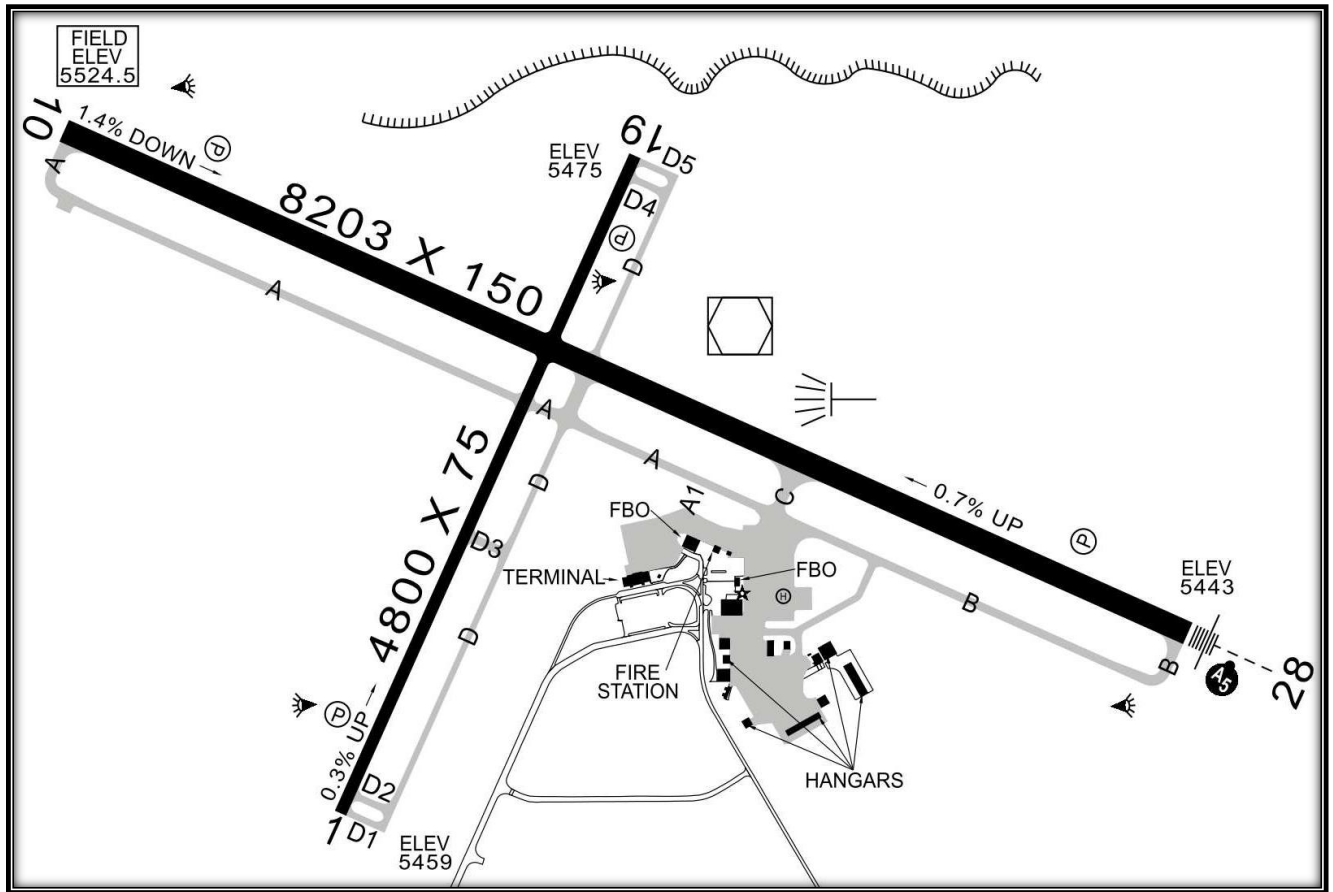 FIELD
ELEV
5524.5
10
1.4% DOWN
P
8203 X 150
A
A
ELEV
5475
19
D5
D4
P
D
A
A
A1
C
4800 X 75
D
D3
D
FBO
TERMINAL
FBO
H
FIRE
STATION
HANGARS
0.7% UP
P
B
B
ELEV
5443
A5
28
P
0.3% UP
D2
1
D1
ELEV
5459